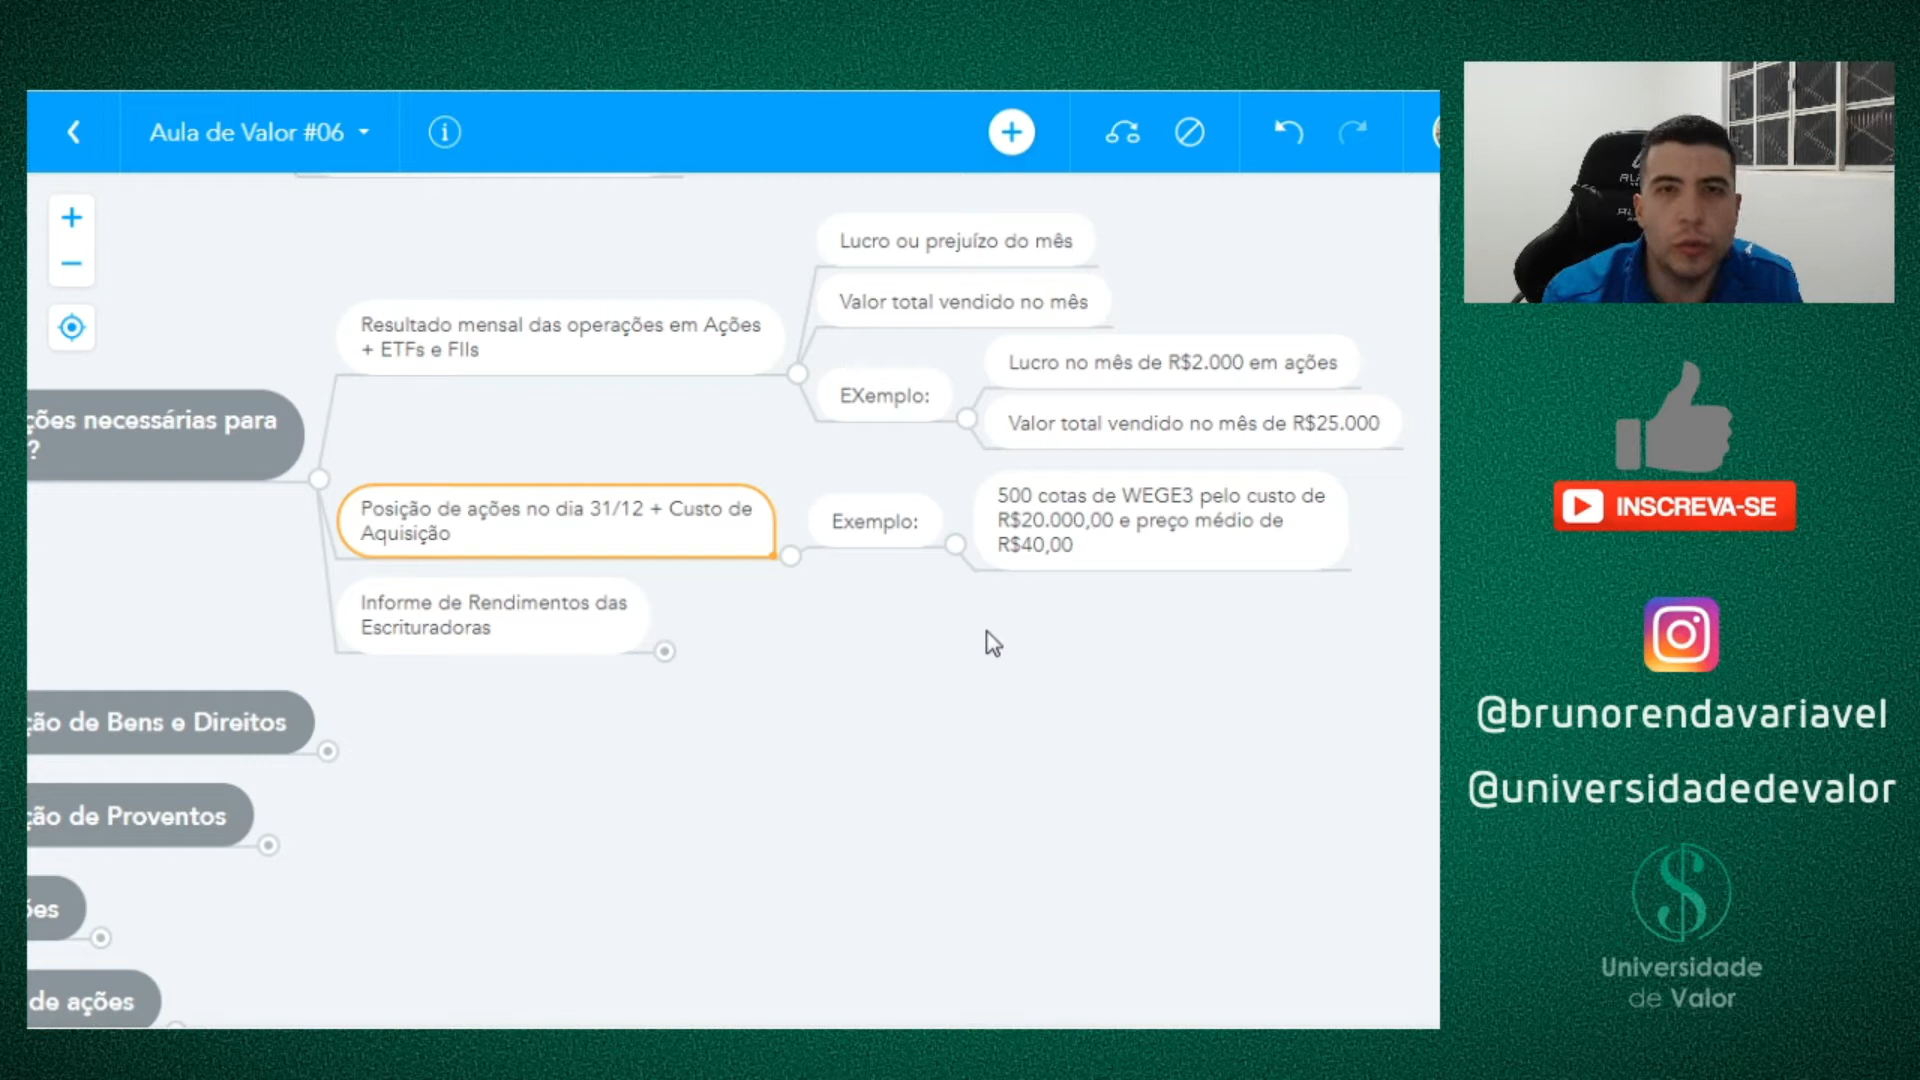 Aula de Valor #06
Lucro ou prejuízo do mês
Valor total vendido no mês
Resultado mensal das operações em Ações
+ ETFs e FIIs
EXemplo:
Lucro no mês de R$2.000 em ações
Valor total vendido no mês de R$25.000
ções necessárias para
?
Posição de ações no dia 31/12 + Custo de
Aquisição
Exemplo:
500 cotas de WEGE3 pelo custo de
R$20.000,00 e preço médio de
R$40,00
Informe de Rendimentos das
Escrituradoras
ção de Bens e Direitos
ção de Proventos
ões
de ações
INSCREVA-SE
@brunorendavariavel
@universidadedevalor
Universidade
de Valor